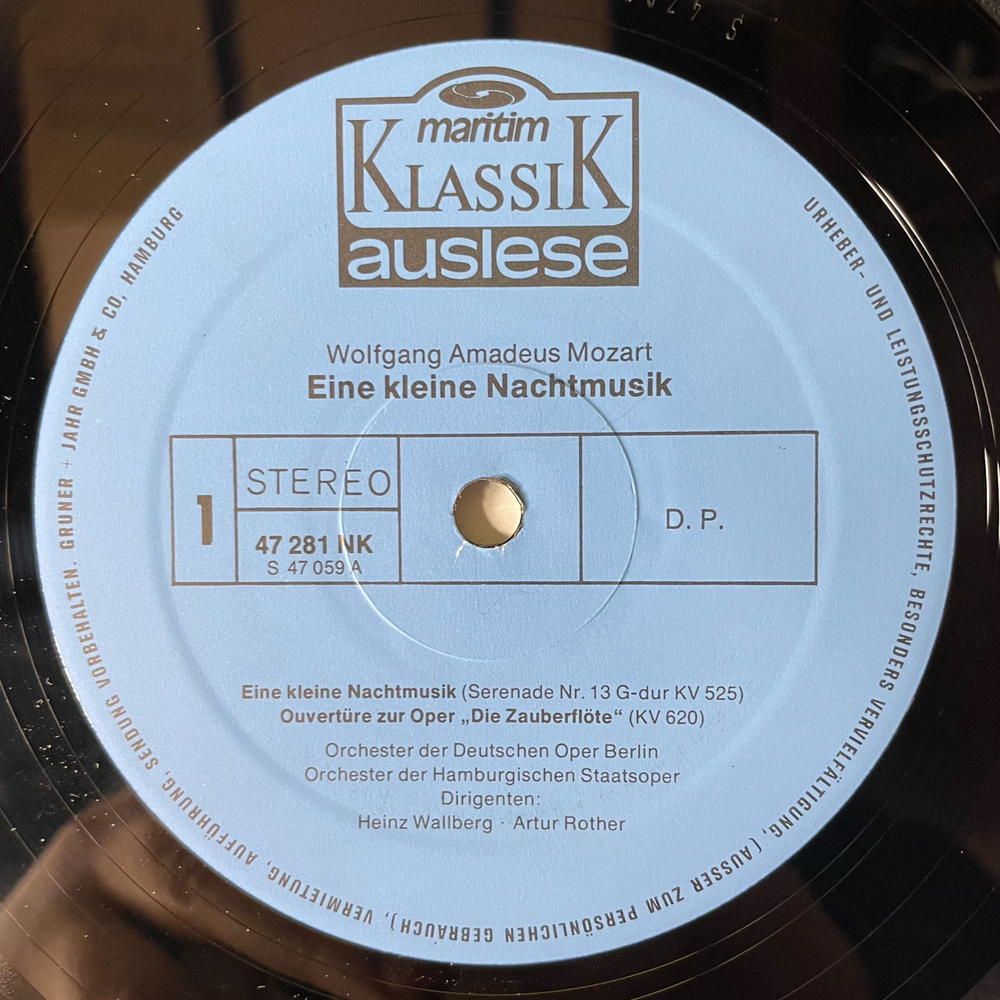 maritim
KLASSIK
auslese
Wolfgang Amadeus Mozart
Eine kleine Nachtmusik
1
STEREO
47 281 NK
S 47 059 A
D. P.
Eine kleine Nachtmusik (Serenade Nr. 13 G-dur KV 525)
Ouvertüre zur Oper „Die Zauberflöte“ (KV 620)
Orchester der Deutschen Oper Berlin
Orchester der Hamburgischen Staatsoper
Dirigenten:
Heinz Wallberg · Artur Rother
URHEBER- UND LEISTUNGSSCHUTZRECHTE, BESONDERS VERVIELFÄLTIGUNG, (AUSSER ZUM PERSÖNLICHEN GEBRAUCH), VERMIETUNG, AUFFÜHRUNG, SENDUNG VORBEHALTEN. GRUNER + JAHR GMBH & CO, HAMBURG